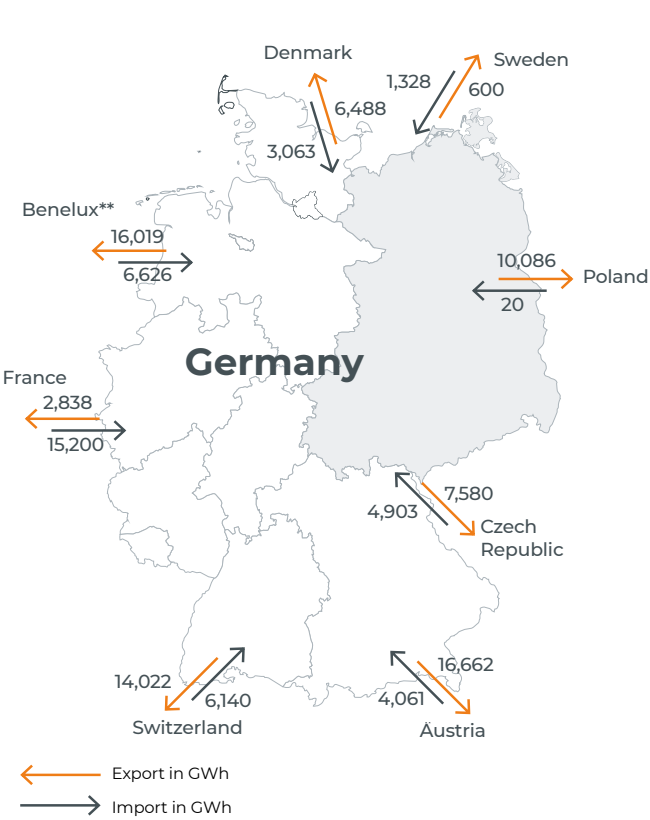 Denmark
Sweden
1,328
600
6,488
3,063
Benelux**
16,019
6,626
10,086
Poland
20
Germany
France
2,838
15,200
7,580
4,903
Czech
Republic
16,662
14,022
6,140
4,061
Switzerland
Austria
Export in GWh
Import in GWh